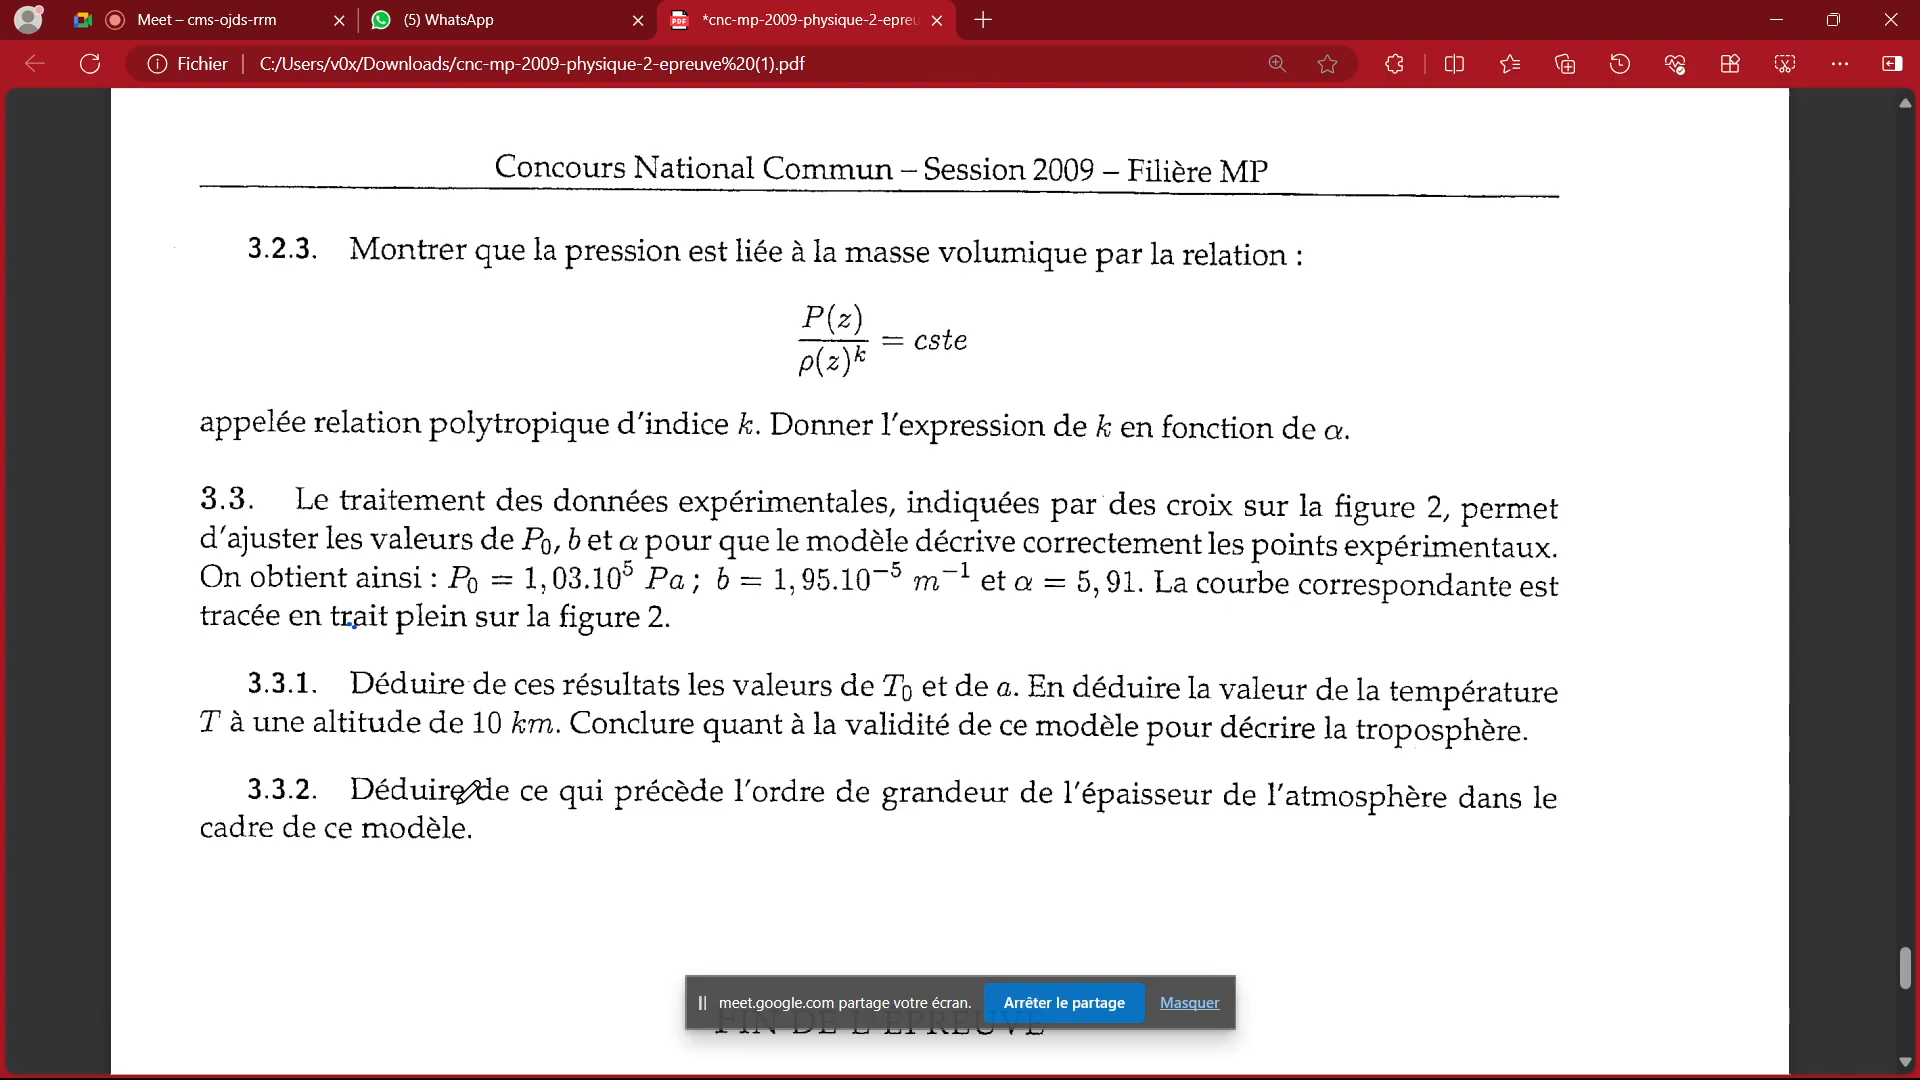 Meet – cms-ojds-rrm
(5) WhatsApp
*cnc-mp-2009-physique-2-epreu
Fichier
C:/Users/v0x/Downloads/cnc-mp-2009-physique-2-epreuve%20(1).pdf
Concours National Commun – Session 2009 – Filière MP
3.2.3. Montrer que la pression est liée à la masse volumique par la relation :
P(z)
ρ(z)^k = cste
appelée relation polytropique d'indice k. Donner l'expression de k en fonction de α.
3.3. Le traitement des données expérimentales, indiquées par des croix sur la figure 2, permet
d'ajuster les valeurs de P₀, b et α pour que le modèle décrive correctement les points expérimentaux.
On obtient ainsi : P₀ = 1,03.10⁵ Pa ; b = 1,95.10⁻⁵ m⁻¹ et α = 5,91. La courbe correspondante est
tracée en trait plein sur la figure 2.
3.3.1. Déduire de ces résultats les valeurs de T₀ et de a. En déduire la valeur de la température
T à une altitude de 10 km. Conclure quant à la validité de ce modèle pour décrire la troposphère.
3.3.2. Déduire de ce qui précède l'ordre de grandeur de l'épaisseur de l'atmosphère dans le
cadre de ce modèle.
meet.google.com partage votre écran.
Arrêter le partage
Masquer
FIN DE L'EPREUVE